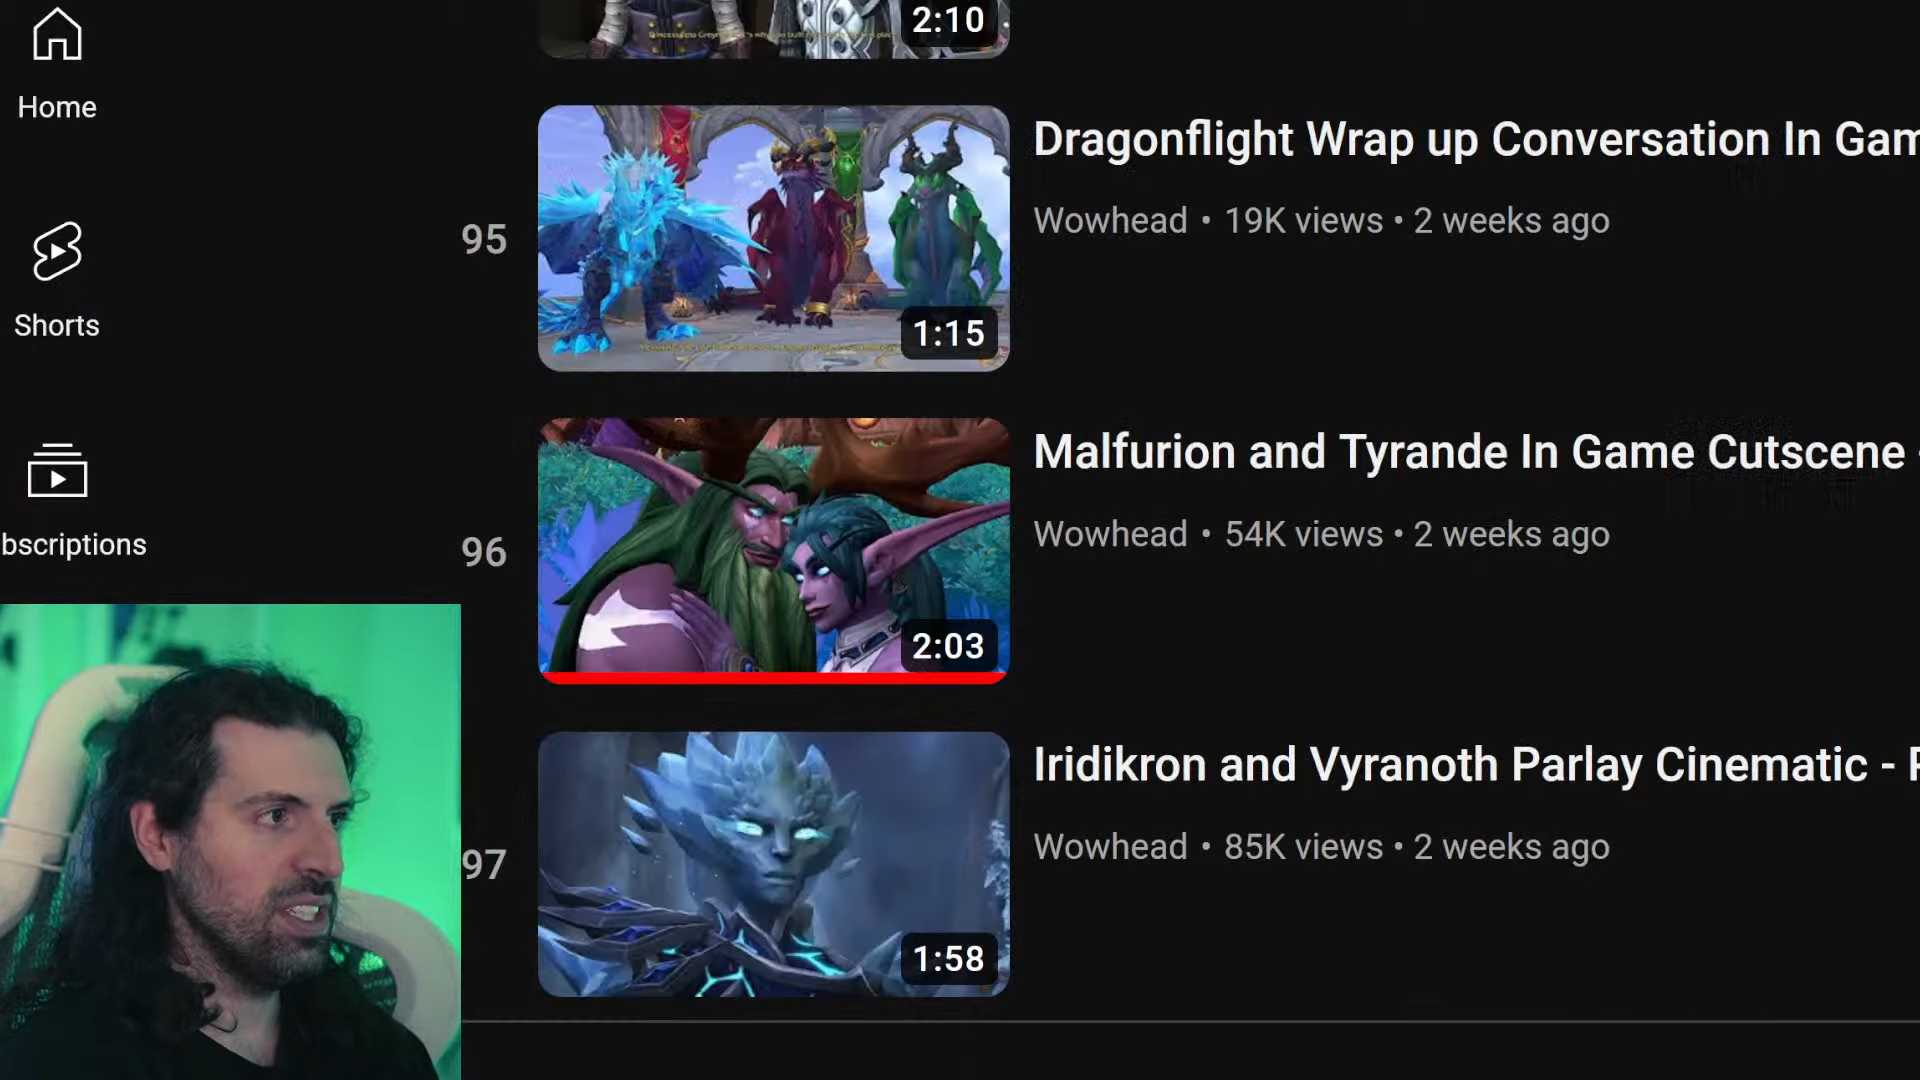 2:10
Home
Dragonflight Wrap up Conversation In Gam
Wowhead • 19K views • 2 weeks ago
95
1:15
Shorts
Malfurion and Tyrande In Game Cutscene -
Wowhead • 54K views • 2 weeks ago
bscriptions
96
2:03
Iridikron and Vyranoth Parlay Cinematic -
Wowhead • 85K views • 2 weeks ago
97
1:58